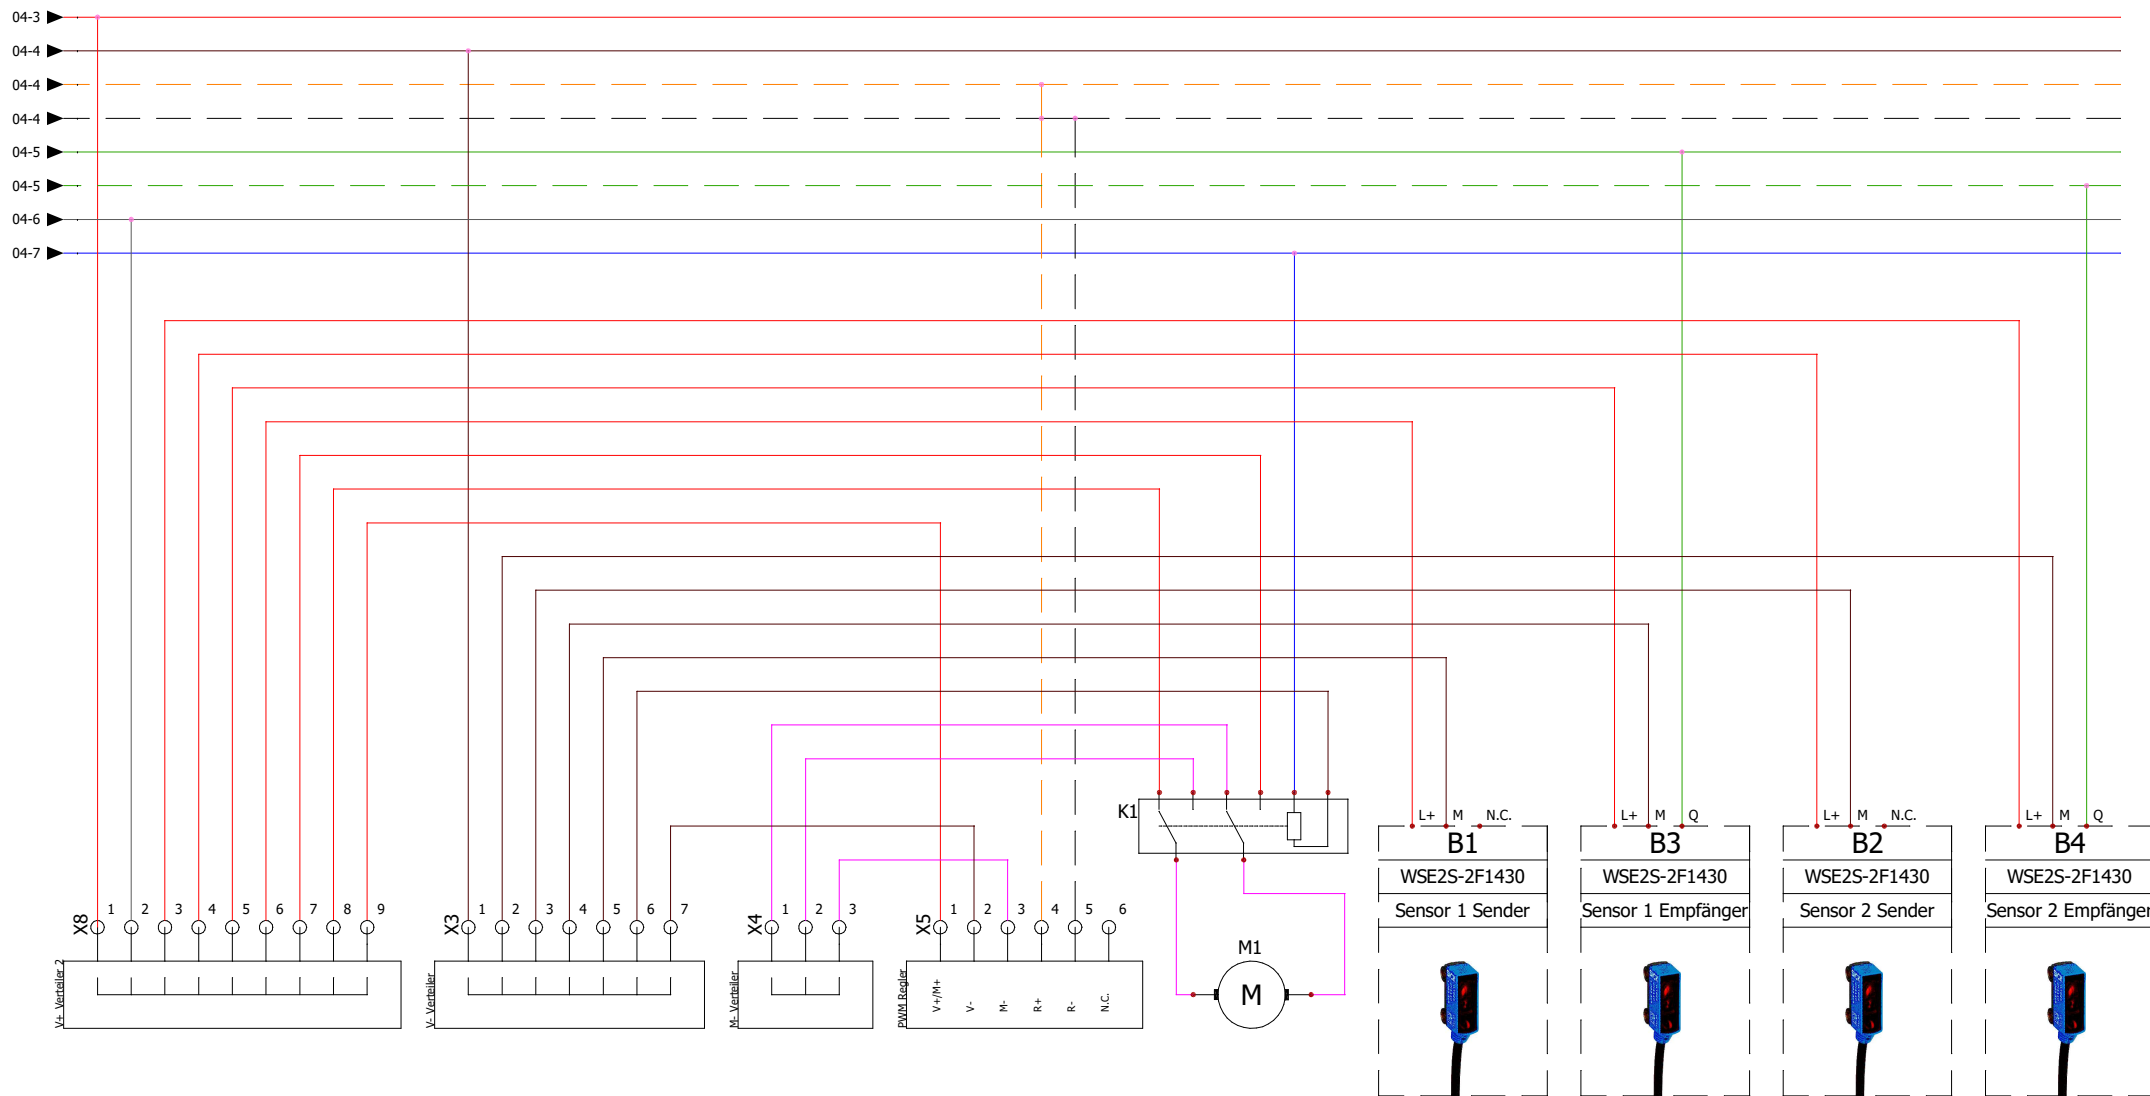 04-3
04-4
04-4
04-4
04-5
04-5
04-6
04-7
K1
L+ M N.C.
L+ M Q
L+ M N.C.
L+ M Q
B1
B3
B2
B4
WSE2S-2F1430
WSE2S-2F1430
WSE2S-2F1430
WSE2S-2F1430
Sensor 1 Sender
Sensor 1 Empfänger
Sensor 2 Sender
Sensor 2 Empfänger
X8
1 2 3 4 5 6 7 8 9
V+ Verteiler 2
X3
1 2 3 4 5 6 7
V- Verteiler
X4
1 2 3
M- Verteiler
X5
1 2 3 4 5 6
PWM Regler
V+/M+
V-
M-
R+
R-
N.C.
M1
M